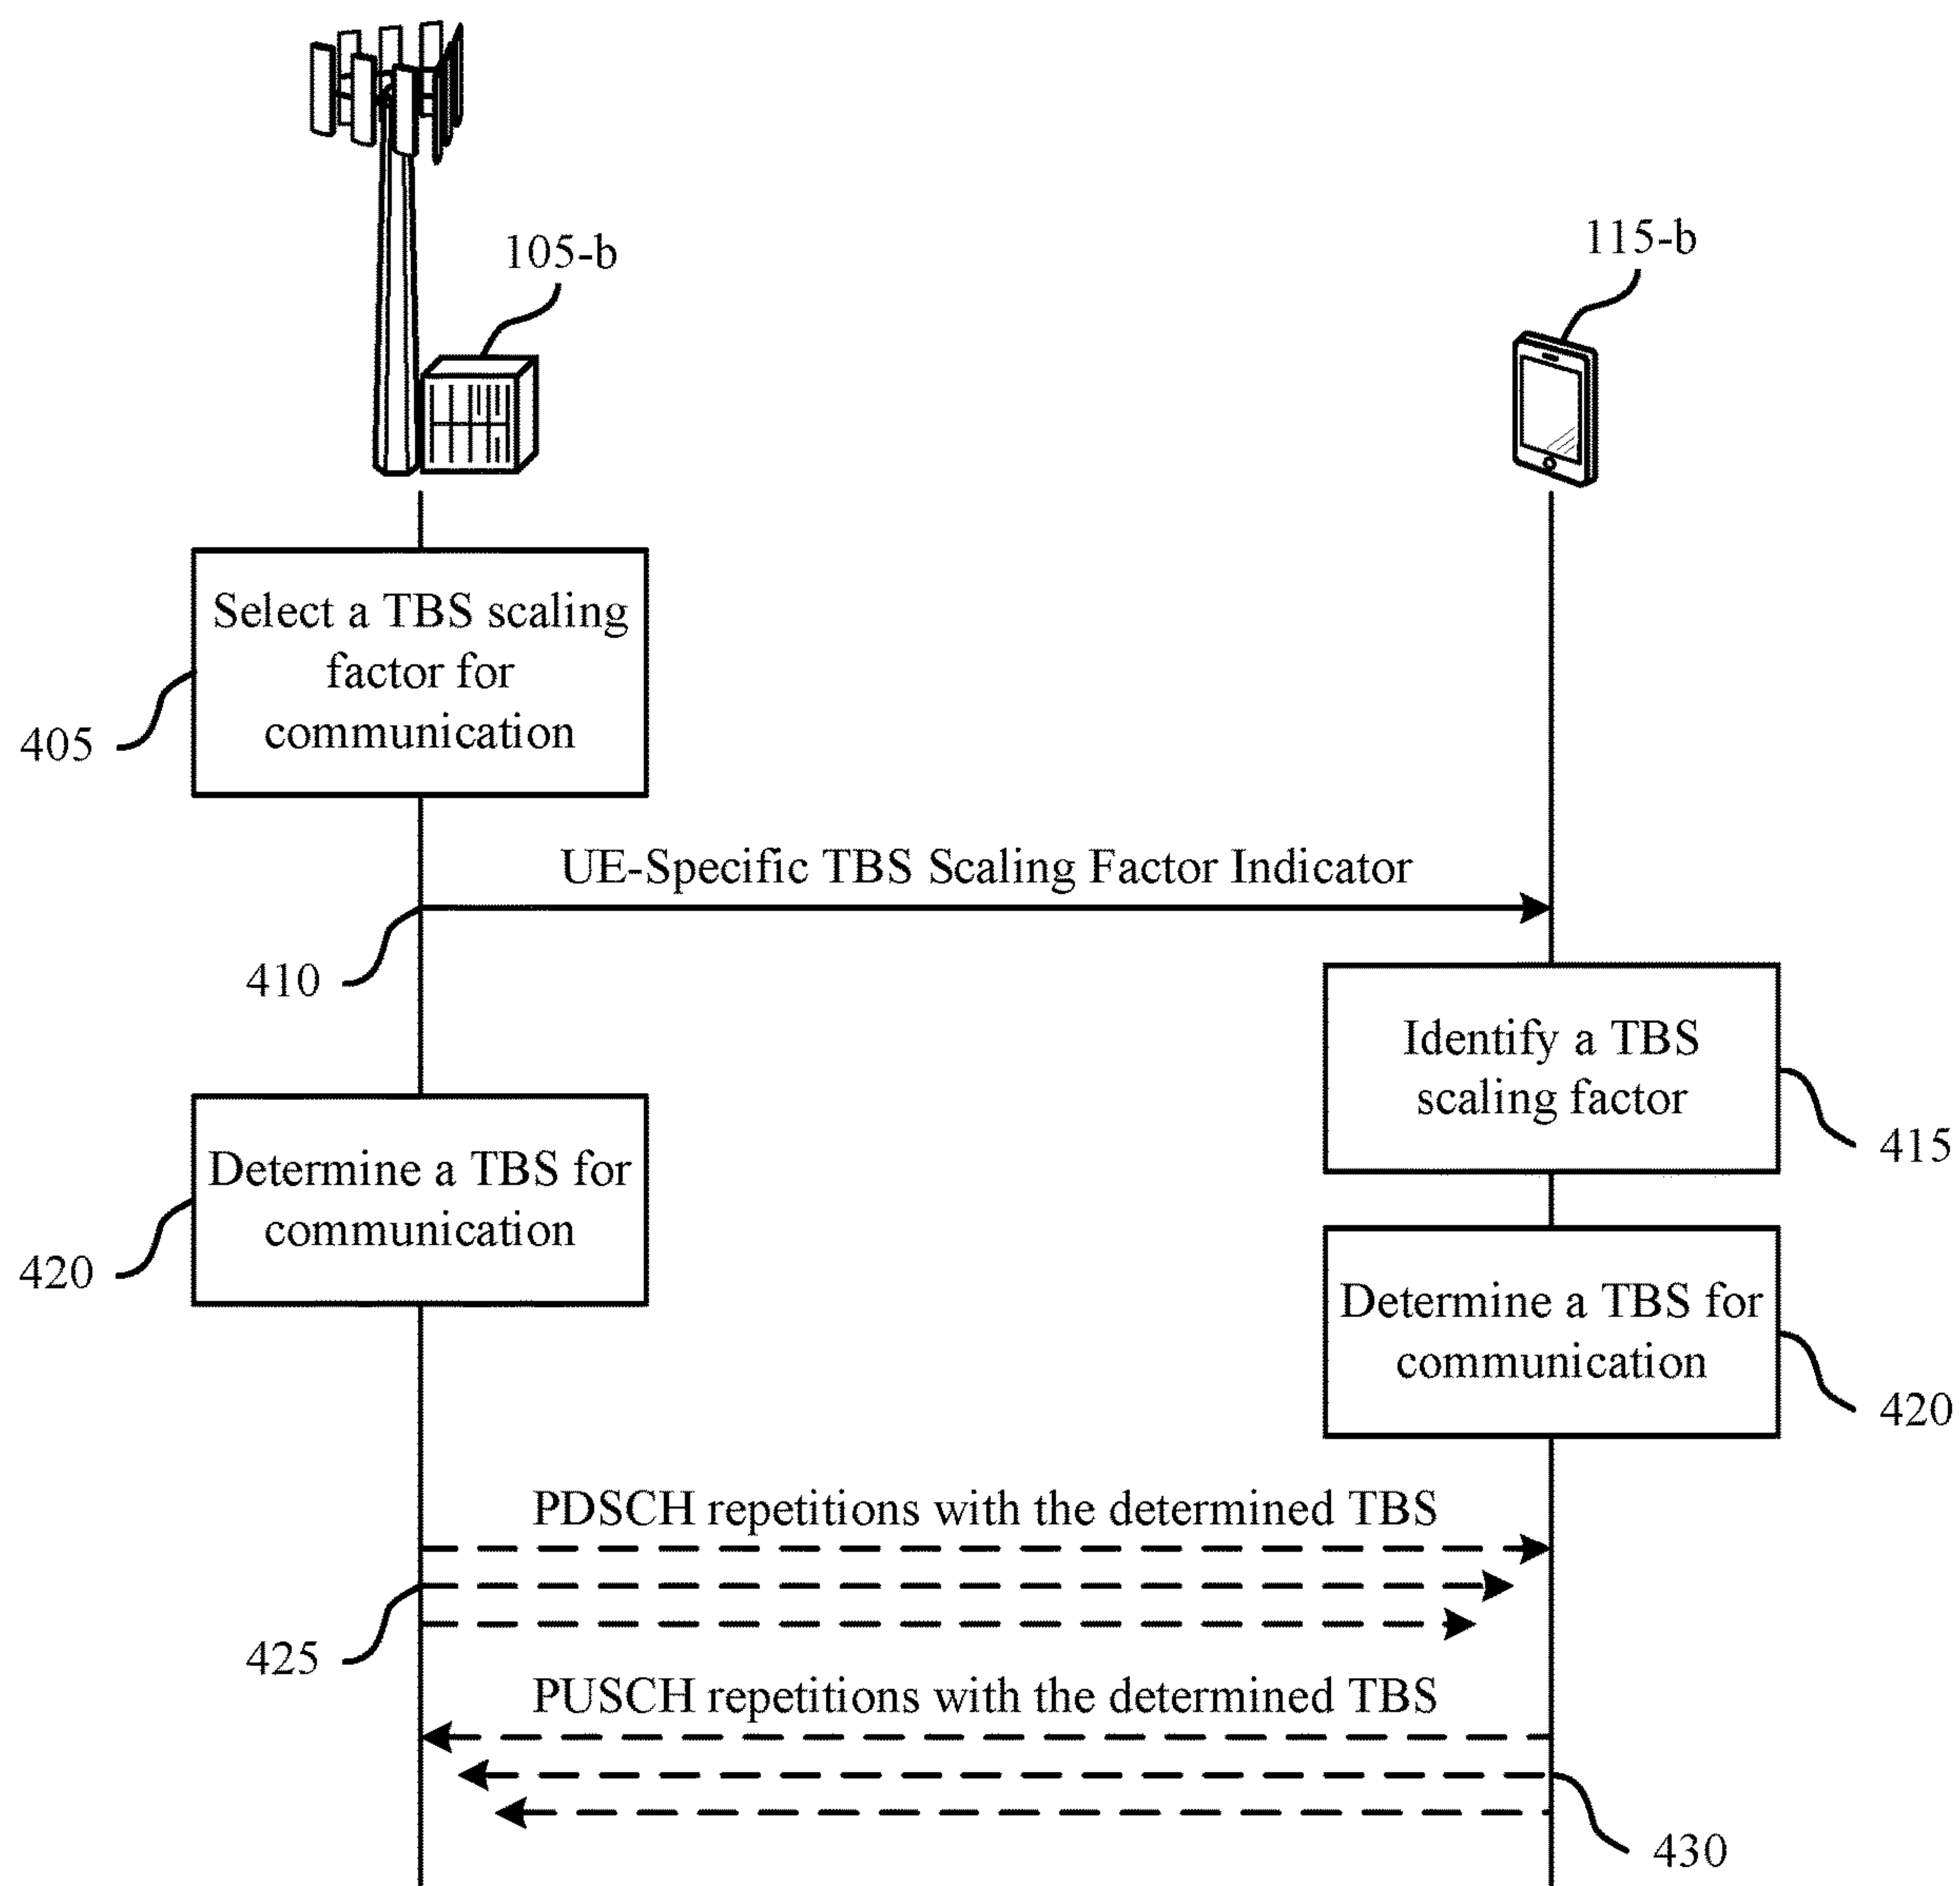 105-b
115-b
Select a TBS scaling
factor for
communication
405
UE-Specific TBS Scaling Factor Indicator
410
Identify a TBS
scaling factor
415
Determine a TBS for
communication
420
Determine a TBS for
communication
420
PDSCH repetitions with the determined TBS
425
PUSCH repetitions with the determined TBS
430